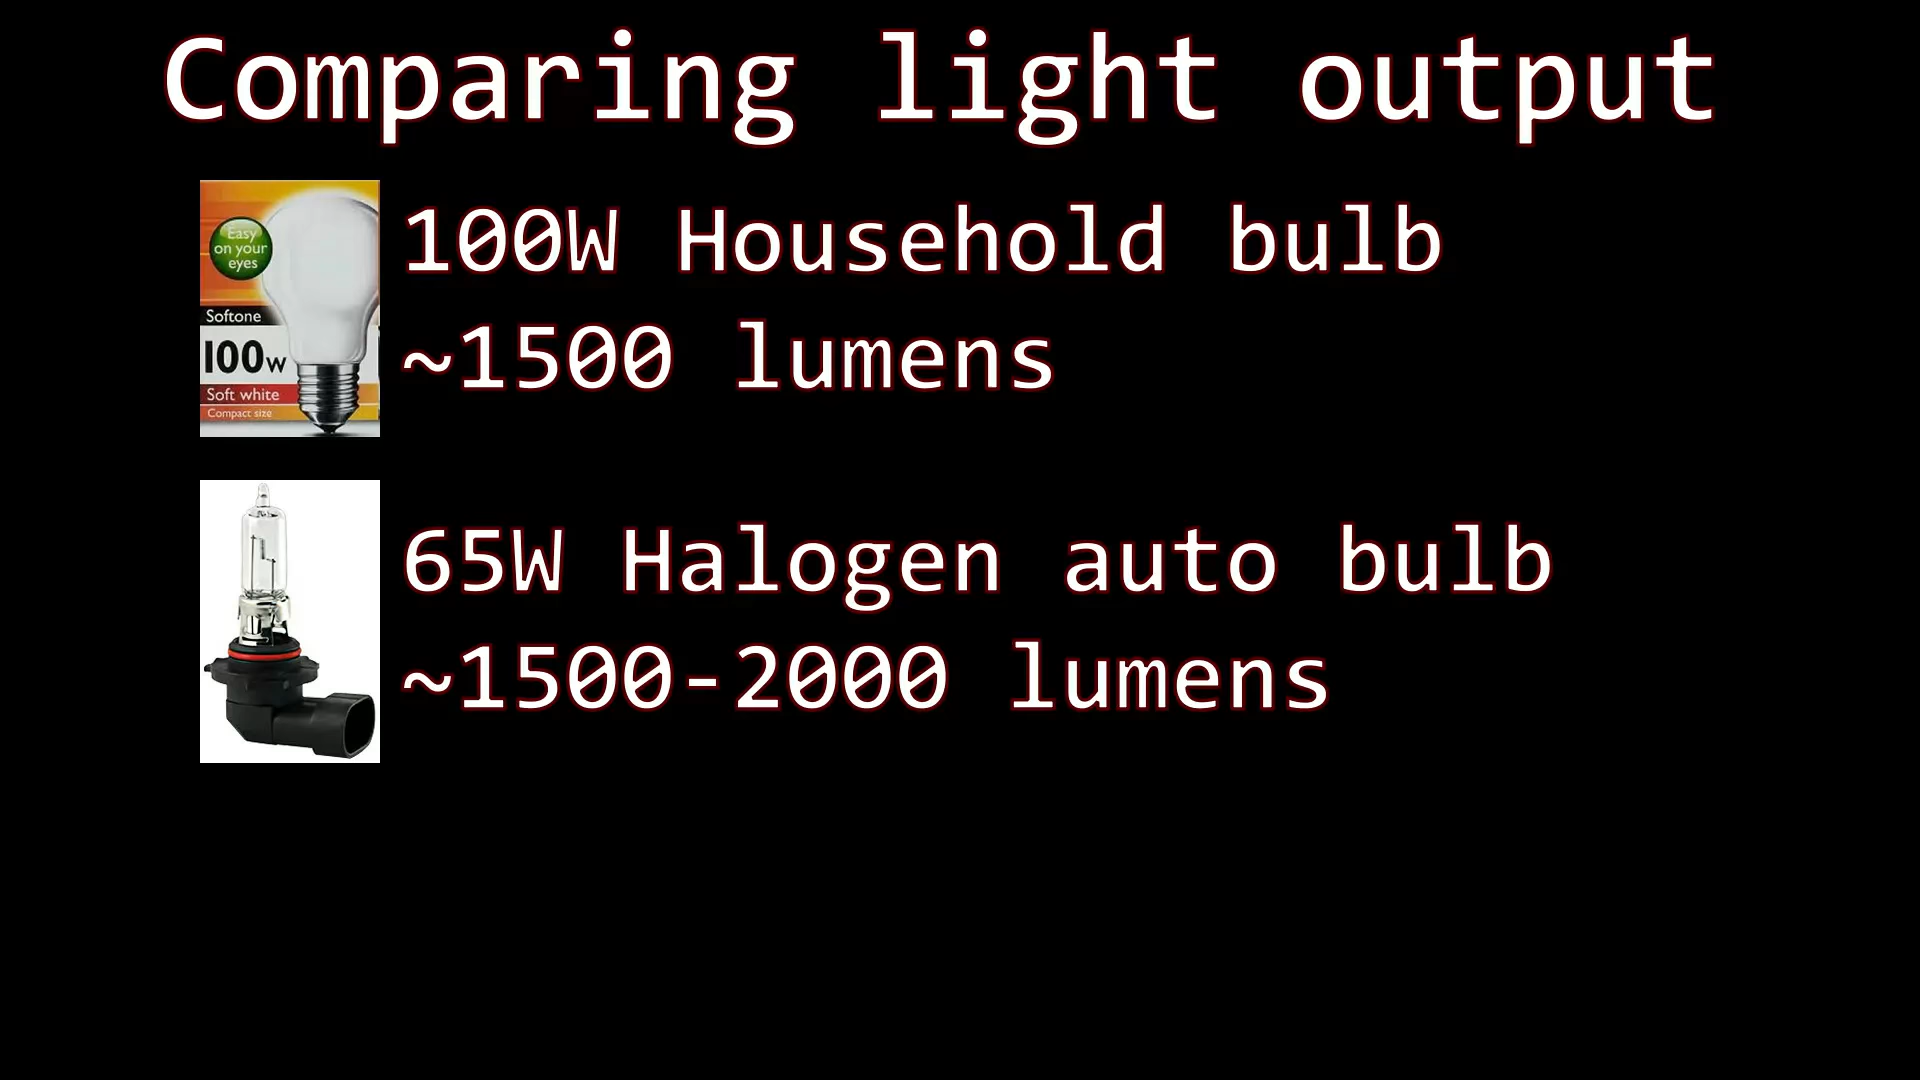 Comparing light output
Easy
on your
eyes
Softone
100w
Soft white
Compact size
100W Household bulb
~1500 lumens
65W Halogen auto bulb
~1500-2000 lumens